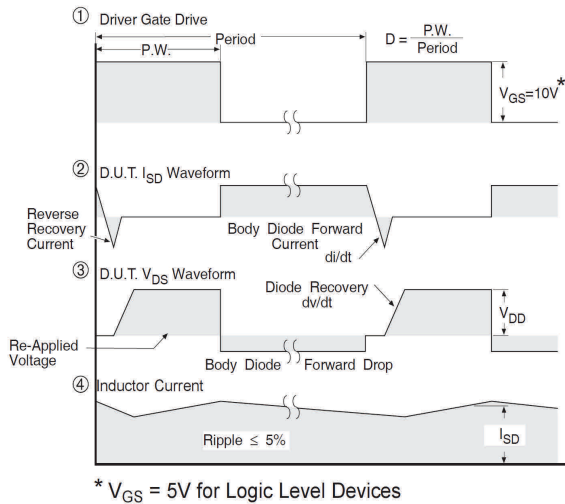 ① Driver Gate Drive
P.W.
Period
D = P.W. / Period
V_GS=10V*
② D.U.T. I_SD Waveform
Reverse
Recovery
Current
Body Diode Forward
Current
di/dt
③ D.U.T. V_DS Waveform
Diode Recovery
dv/dt
V_DD
Re-Applied
Voltage
Body Diode Forward Drop
④ Inductor Current
Ripple ≤ 5%
I_SD
* V_GS = 5V for Logic Level Devices